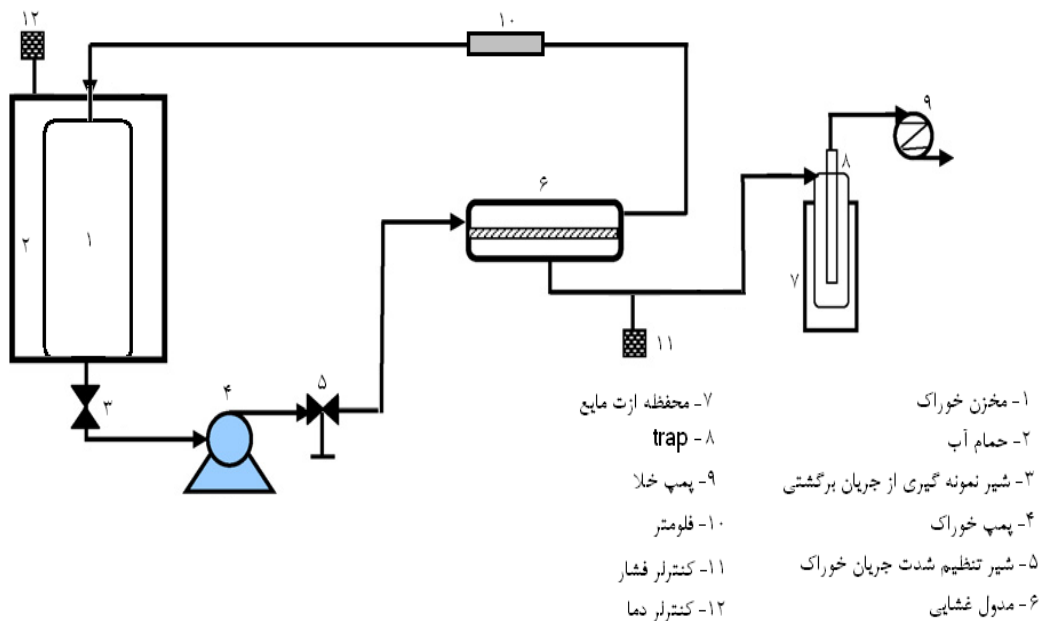 ۱۲
۱۰
۹
۸
۶
۲
۱
۷
۱۱
۵
۴
۳
۱- مخزن خوراک
۲- حمام آب
۳- شیر نمونه گیری از جریان برگشتی
۴- پمپ خوراک
۵- شیر تنظیم شدت جریان خوراک
۶- مدول غشایی
۷- محفظه ازت مایع
۸- trap
۹- پمپ خلا
۱۰- فلومتر
۱۱- کنترلر فشار
۱۲- کنترلر دما